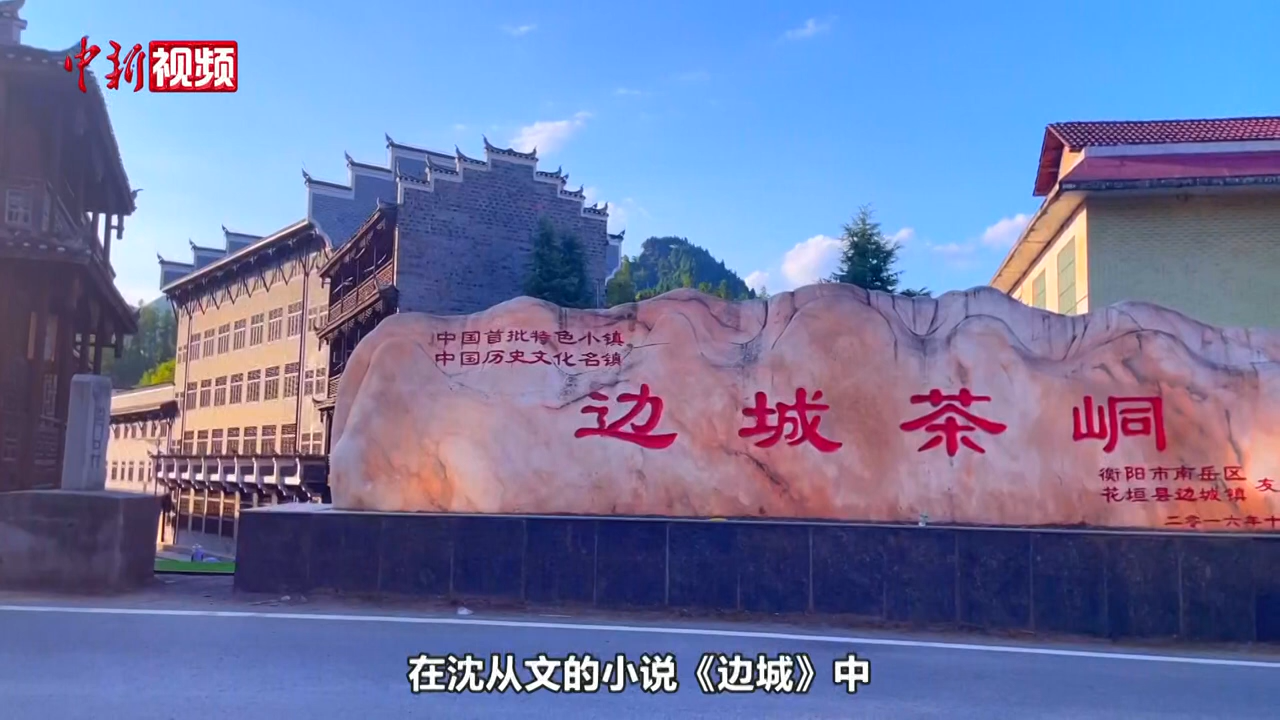 中新视频
中国首批特色小镇
中国历史文化名镇
边城茶峒
衡阳市南岳区
花垣县边城镇
友
二零一六年十
在沈从文的小说《边城》中